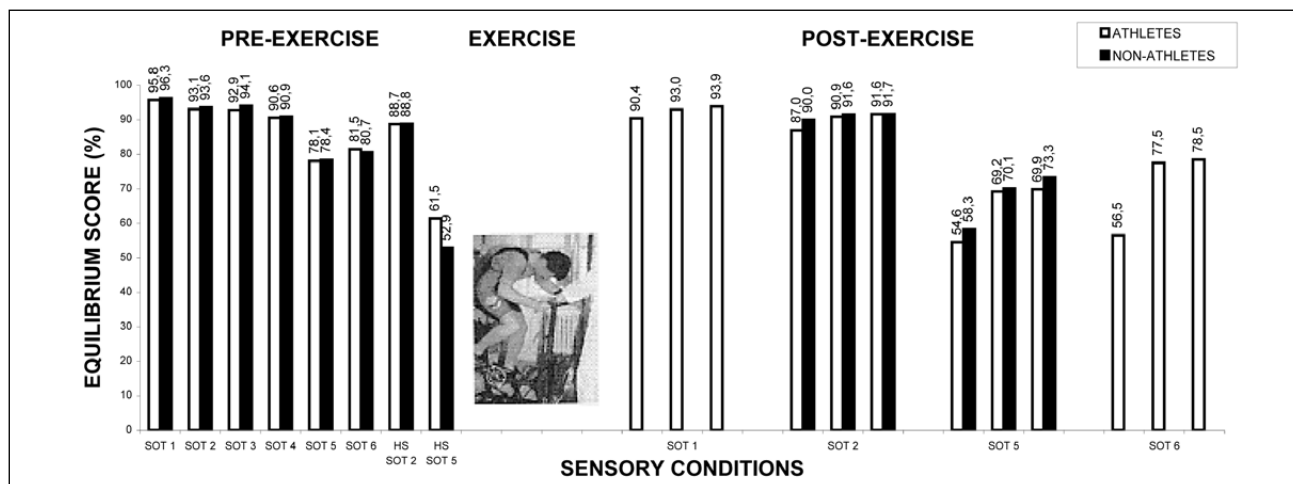 PRE-EXERCISE EXERCISE POST-EXERCISE
ATHLETES
NON-ATHLETES
EQUILIBRIUM SCORE (%)
100
90
80
70
60
50
40
30
20
10
0
95,8 96,3 93,1 93,6 92,9 94,1 90,6 90,9 78,1 78,4 81,5 80,7 88,7 88,8 61,5 52,9 90,4 93,0 93,9 87,0 90,0 90,9 91,6 91,6 91,7 54,6 58,3 69,2 70,1 69,9 73,3 56,5 77,5 78,5
SOT 1 SOT 2 SOT 3 SOT 4 SOT 5 SOT 6 HS SOT 2 HS SOT 5 SOT 1 SOT 2 SOT 5 SOT 6
SENSORY CONDITIONS